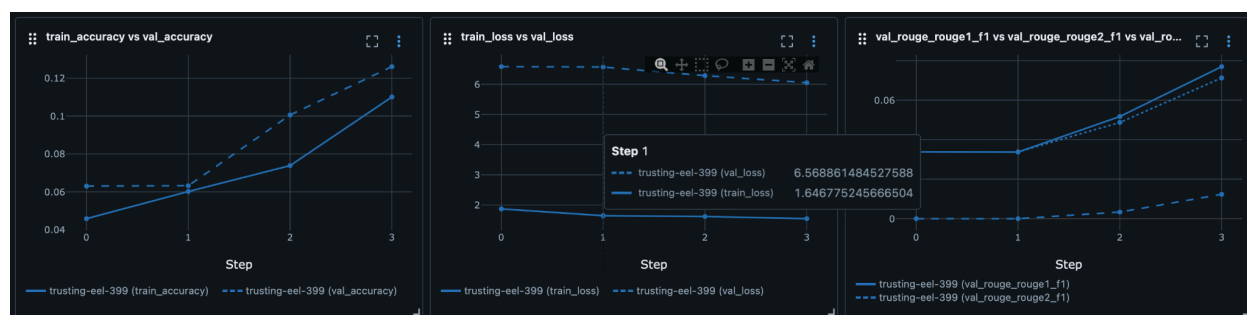 train_accuracy vs val_accuracy
0.12
0.1
0.08
0.06
0.04
0 1 2 3
Step
trusting-eel-399 (train_accuracy) trusting-eel-399 (val_accuracy)
train_loss vs val_loss
6
5
4
3
2
0 1 2 3
Step
trusting-eel-399 (train_loss) trusting-eel-399 (val_loss)
Step 1
trusting-eel-399 (val_loss) 6.568861484527588
trusting-eel-399 (train_loss) 1.646775245666504
val_rouge_rouge1_f1 vs val_rouge_rouge2_f1 vs val_ro...
0.06
0
0 1 2 3
Step
trusting-eel-399 (val_rouge_rouge1_f1)
trusting-eel-399 (val_rouge_rouge2_f1)